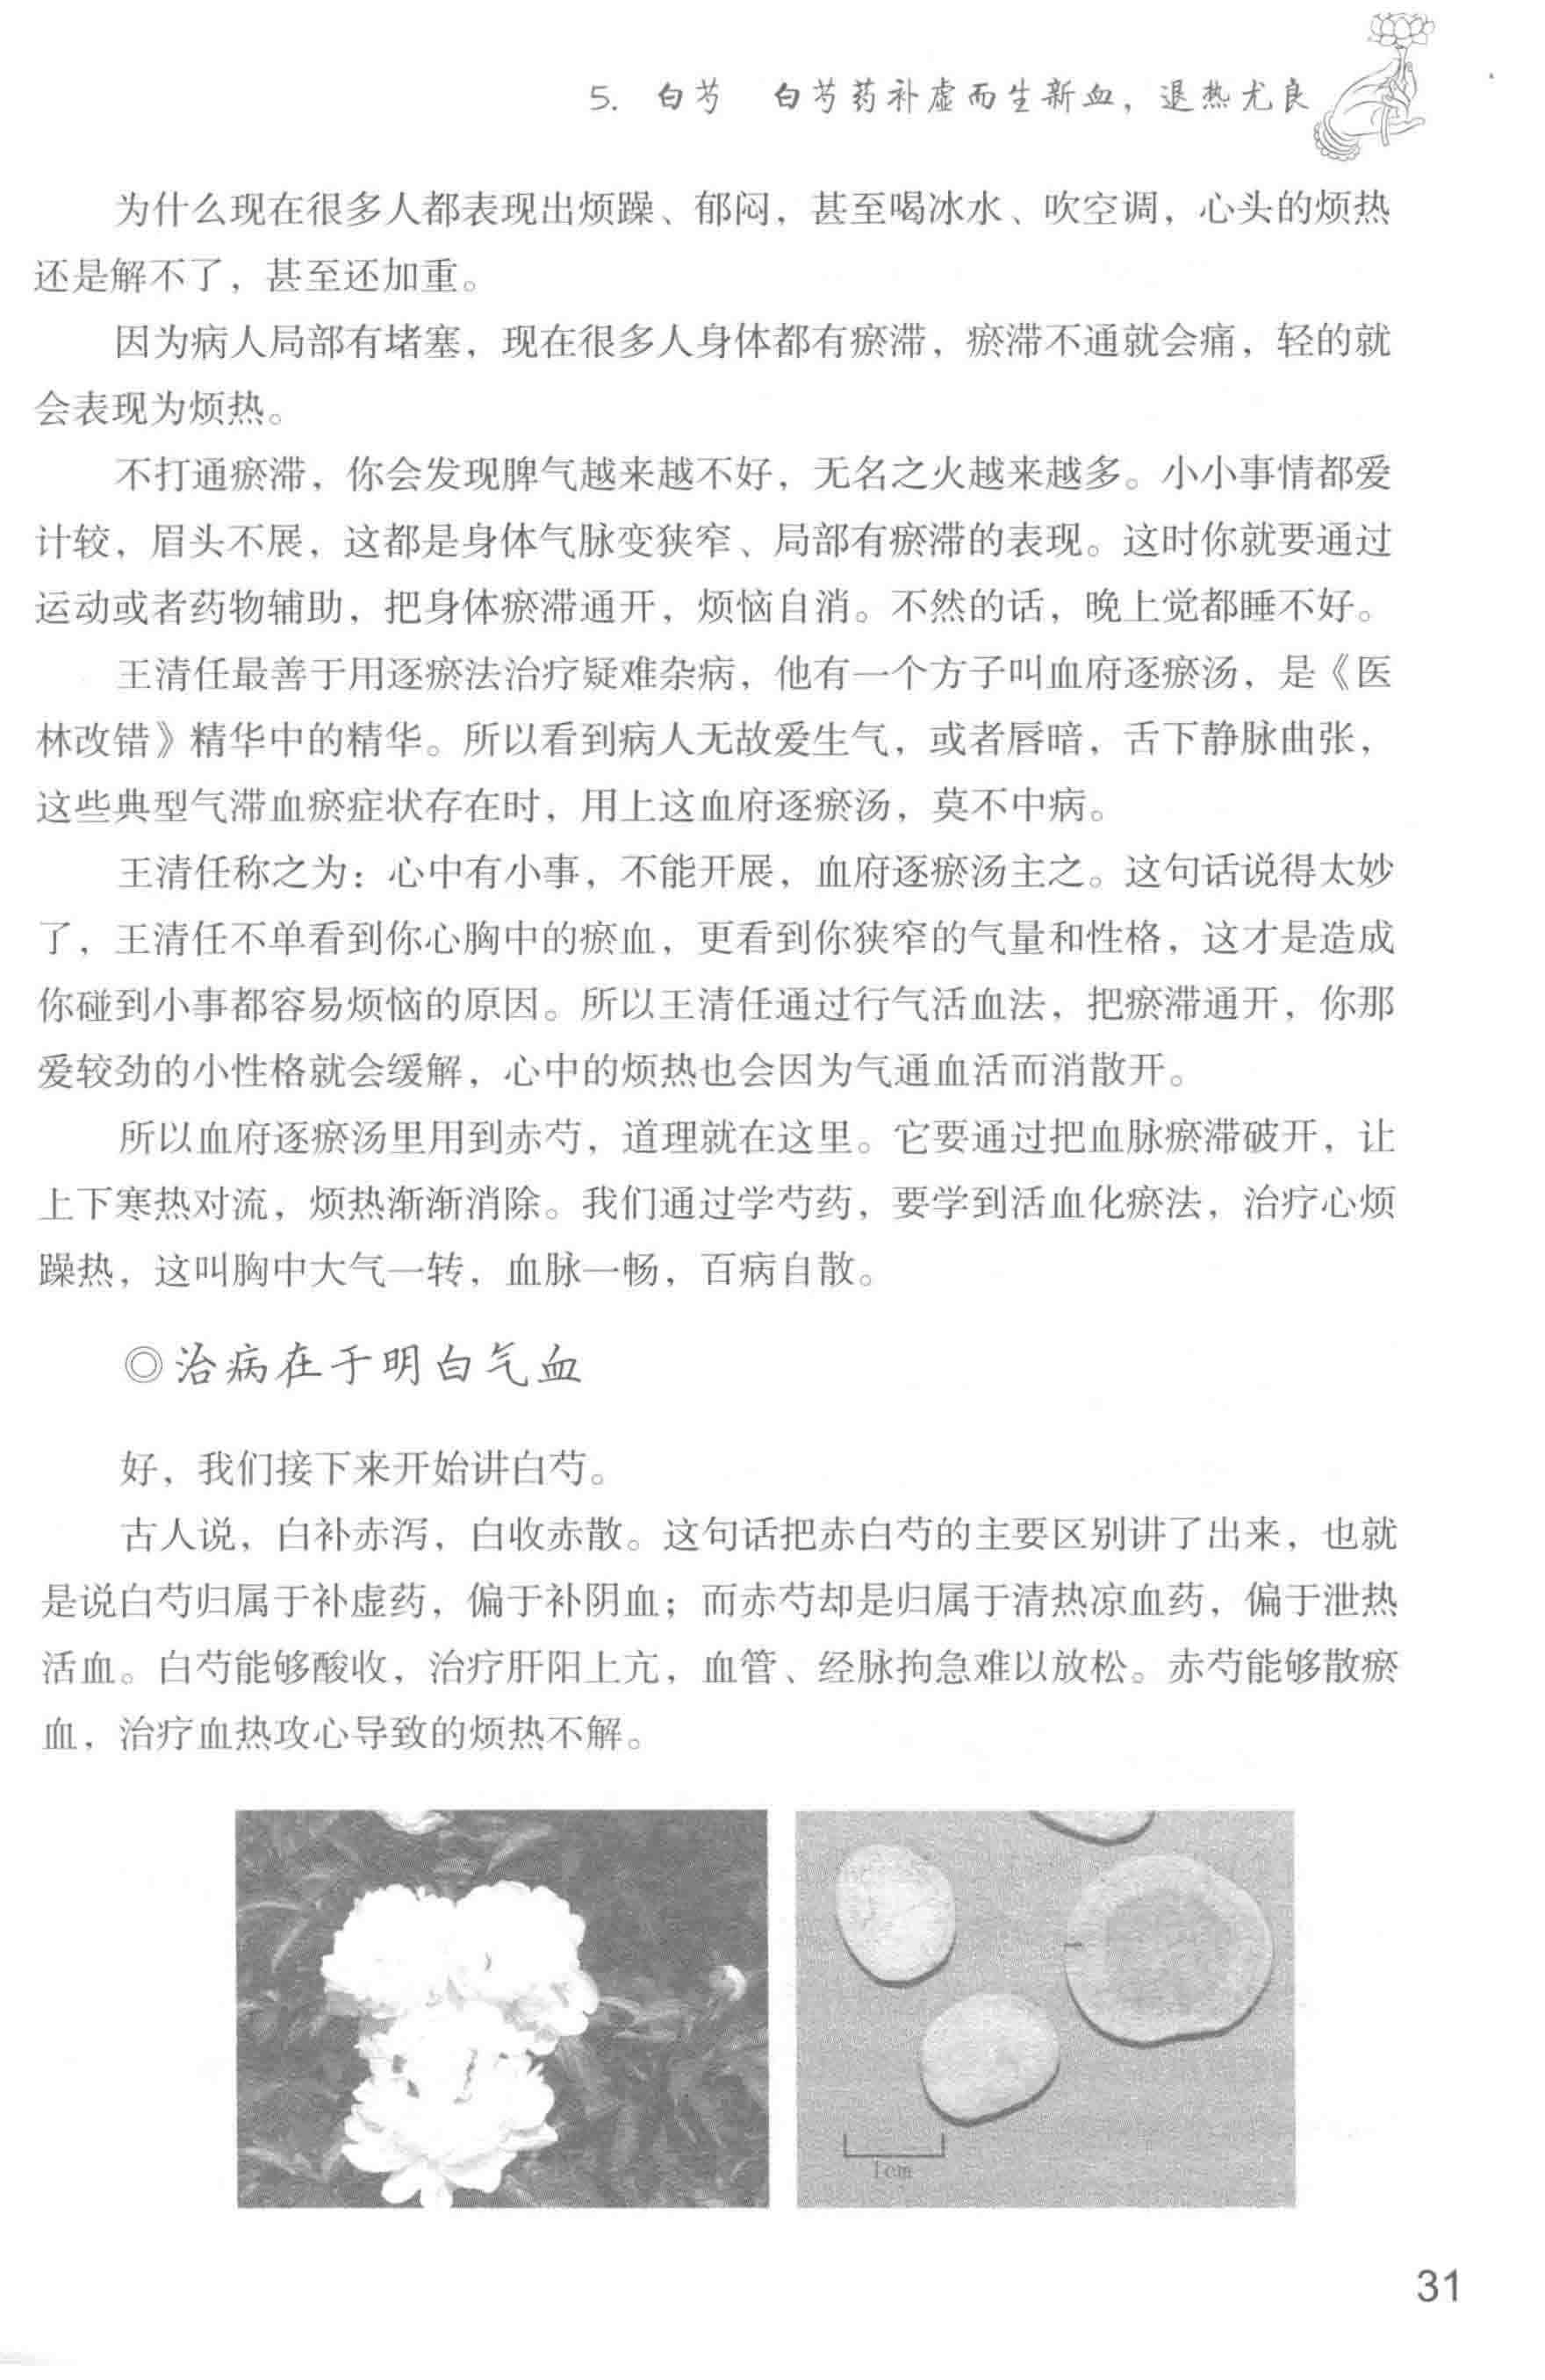 5. 白芍　白芍药补虚而生新血，退热尤良
为什么现在很多人都表现出烦躁、郁闷，甚至喝冰水、吹空调，心头的烦热
还是解不了，甚至还加重。
因为病人局部有堵塞，现在很多人身体都有瘀滞，瘀滞不通就会痛，轻的就
会表现为烦热。
不打通瘀滞，你会发现脾气越来越不好，无名之火越来越多。小小事情都爱
计较，眉头不展，这都是身体气脉变狭窄、局部有瘀滞的表现。这时你就要通过
运动或者药物辅助，把身体瘀滞通开，烦恼自消。不然的话，晚上觉都睡不好。
王清任最善于用逐瘀法治疗疑难杂病，他有一个方子叫血府逐瘀汤，是《医
林改错》精华中的精华。所以看到病人无故爱生气，或者唇暗，舌下静脉曲张，
这些典型气滞血瘀症状存在时，用上这血府逐瘀汤，莫不中病。
王清任称之为：心中有小事，不能开展，血府逐瘀汤主之。这句话说得太妙
了，王清任不单看到你心胸中的瘀血，更看到你狭窄的气量和性格，这才是造成
你碰到小事都容易烦恼的原因。所以王清任通过行气活血法，把瘀滞通开，你那
爱较劲的小性格就会缓解，心中的烦热也会因为气通血活而消散开。
所以血府逐瘀汤里用到赤芍，道理就在这里。它要通过把血脉瘀滞破开，让
上下寒热对流，烦热渐渐消除。我们通过学芍药，要学到活血化瘀法，治疗心烦
躁热，这叫胸中大气一转，血脉一畅，百病自散。
◎治病在于明白气血
好，我们接下来开始讲白芍。
古人说，白补赤泻，白收赤散。这句话把赤白芍的主要区别讲了出来，也就
是说白芍归属于补虚药，偏于补阴血；而赤芍却是归属于清热凉血药，偏于泄热
活血。白芍能够酸收，治疗肝阳上亢，血管、经脉拘急难以放松。赤芍能够散瘀
血，治疗血热攻心导致的烦热不解。
1cm
31